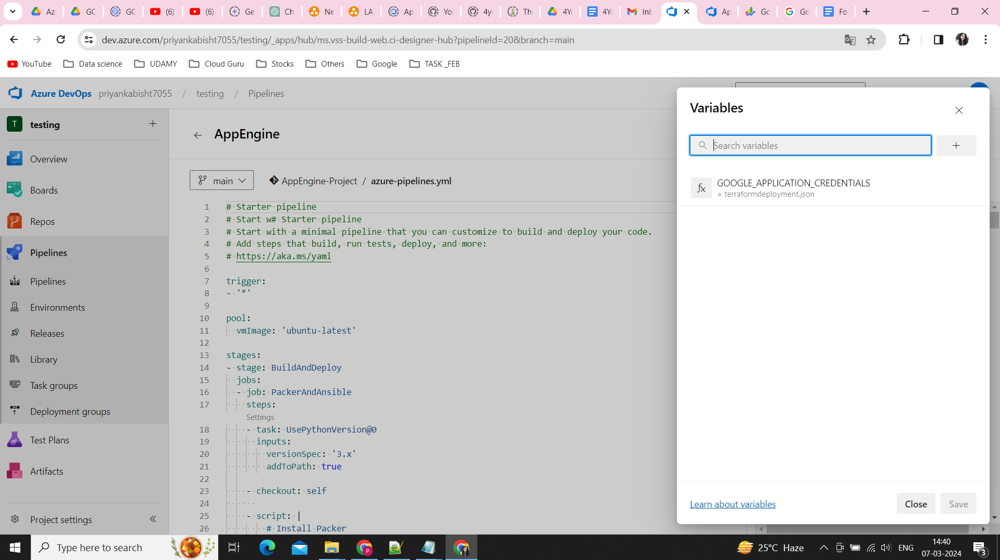 Az
GC
GC
(6)
(6)
Ge
Ch
Ne
LA
Ap
You
4yo
The
4Yo
4Yo
Inb
Ap
Go
Go
Fo
dev.azure.com/priyankabisht7055/testing/_apps/hub/ms.vss-build-web.ci-designer-hub?pipelineId=20&branch=main
YouTube
Data science
UDAMY
Cloud Guru
Stocks
Others
Google
TASK _FEB
Azure DevOps priyankabisht7055 / testing / Pipelines
T testing
Overview
Boards
Repos
Pipelines
Pipelines
Environments
Releases
Library
Task groups
Deployment groups
Test Plans
Artifacts
Project settings
AppEngine
main
AppEngine-Project / azure-pipelines.yml
1 # Starter pipeline
2 # Start w# Starter pipeline
3 # Start with a minimal pipeline that you can customize to build and deploy your code.
4 # Add steps that build, run tests, deploy, and more:
5 # https://aka.ms/yaml
6
7 trigger:
8 - '*'
9
10 pool:
11 vmImage: 'ubuntu-latest'
12
13 stages:
14 - stage: BuildAndDeploy
15 jobs:
16 - job: PackerAndAnsible
17 steps:
Settings
18 - task: UsePythonVersion@0
19 inputs:
20 versionSpec: '3.x'
21 addToPath: true
22
23 - checkout: self
24
25 - script: |
26 # Install Packer
Variables
Search variables
fx GOOGLE_APPLICATION_CREDENTIALS
= terraformdeployment.json
Learn about variables
Close
Save
Type here to search
25°C Haze
ENG
14:40
07-03-2024
3